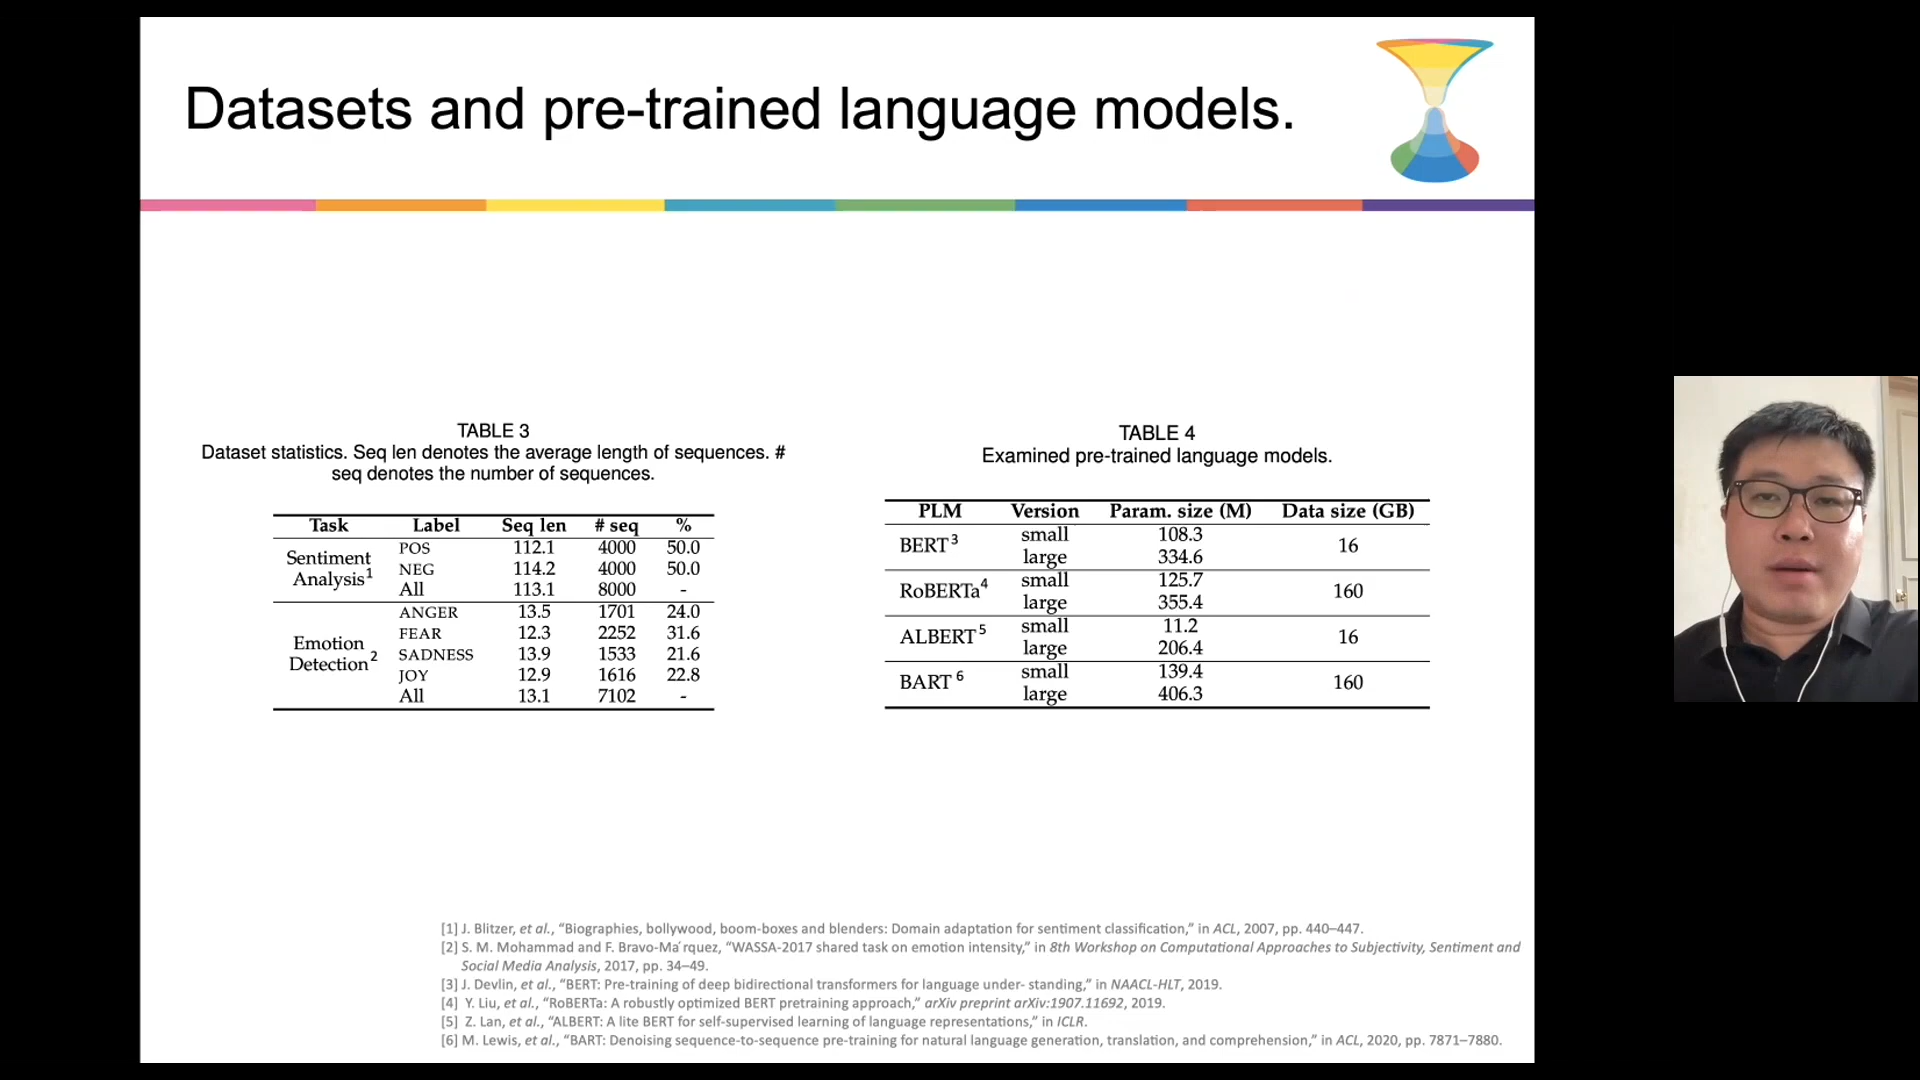 Datasets and pre-trained language models.
TABLE 3
Dataset statistics. Seq len denotes the average length of sequences. #
seq denotes the number of sequences.
Task Label Seq len # seq %
Sentiment Analysis1
POS 112.1 4000 50.0
NEG 114.2 4000 50.0
All 113.1 8000 -
Emotion Detection2
ANGER 13.5 1701 24.0
FEAR 12.3 2252 31.6
SADNESS 13.9 1533 21.6
JOY 12.9 1616 22.8
All 13.1 7102 -
TABLE 4
Examined pre-trained language models.
PLM Version Param. size (M) Data size (GB)
BERT3 small 108.3 16
large 334.6
RoBERTa4 small 125.7 160
large 355.4
ALBERT5 small 11.2 16
large 206.4
BART6 small 139.4 160
large 406.3
[1] J. Blitzer, et al., “Biographies, bollywood, boom-boxes and blenders: Domain adaptation for sentiment classification,” in ACL, 2007, pp. 440–447.
[2] S. M. Mohammad and F. Bravo-Ma´rquez, “WASSA-2017 shared task on emotion intensity,” in 8th Workshop on Computational Approaches to Subjectivity, Sentiment and
Social Media Analysis, 2017, pp. 34–49.
[3] J. Devlin, et al., “BERT: Pre-training of deep bidirectional transformers for language under- standing,” in NAACL-HLT, 2019.
[4] Y. Liu, et al., “RoBERTa: A robustly optimized BERT pretraining approach,” arXiv preprint arXiv:1907.11692, 2019.
[5] Z. Lan, et al., “ALBERT: A lite BERT for self-supervised learning of language representations,” in ICLR.
[6] M. Lewis, et al., “BART: Denoising sequence-to-sequence pre-training for natural language generation, translation, and comprehension,” in ACL, 2020, pp. 7871–7880.